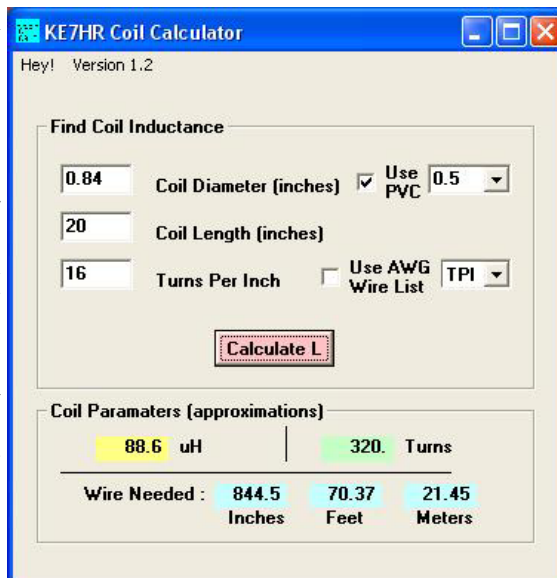 KE7HR Coil Calculator
Hey! Version 1.2
Find Coil Inductance
0.84 Coil Diameter (inches) Use PVC 0.5
20 Coil Length (inches)
16 Turns Per Inch Use AWG Wire List TPI
Calculate L
Coil Paramaters (approximations)
88.6 uH 320. Turns
Wire Needed : 844.5 70.37 21.45
Inches Feet Meters